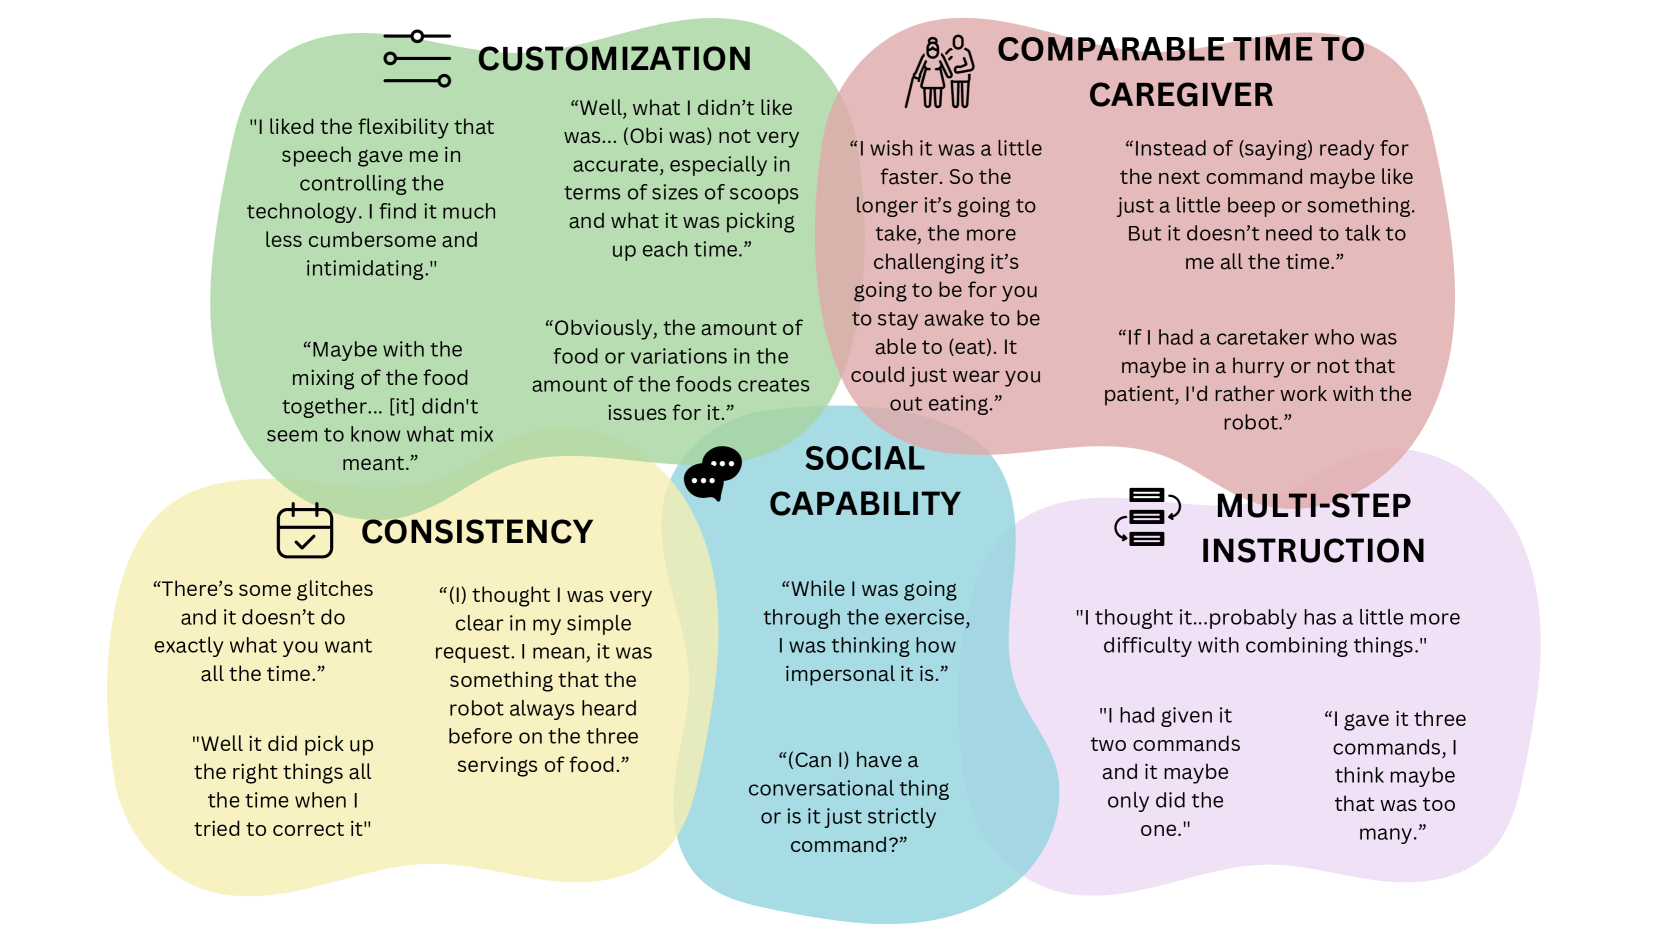 CUSTOMIZATION
"I liked the flexibility that
speech gave me in
controlling the
technology. I find it much
less cumbersome and
intimidating."
“Well, what I didn’t like
was... (Obi was) not very
accurate, especially in
terms of sizes of scoops
and what it was picking
up each time.”
“Maybe with the
mixing of the food
together... [it] didn't
seem to know what mix
meant.”
“Obviously, the amount of
food or variations in the
amount of the foods creates
issues for it.”
COMPARABLE TIME TO
CAREGIVER
“I wish it was a little
faster. So the
longer it’s going to
take, the more
challenging it’s
going to be for you
to stay awake to be
able to (eat). It
could just wear you
out eating.”
“Instead of (saying) ready for
the next command maybe like
just a little beep or something.
But it doesn’t need to talk to
me all the time.”
“If I had a caretaker who was
maybe in a hurry or not that
patient, I'd rather work with the
robot.”
CONSISTENCY
“There’s some glitches
and it doesn’t do
exactly what you want
all the time.”
"Well it did pick up
the right things all
the time when I
tried to correct it"
“(I) thought I was very
clear in my simple
request. I mean, it was
something that the
robot always heard
before on the three
servings of food.”
SOCIAL
CAPABILITY
“While I was going
through the exercise,
I was thinking how
impersonal it is.”
“(Can I) have a
conversational thing
or is it just strictly
command?”
MULTI-STEP
INSTRUCTION
"I thought it...probably has a little more
difficulty with combining things."
"I had given it
two commands
and it maybe
only did the
one."
“I gave it three
commands, I
think maybe
that was too
many.”